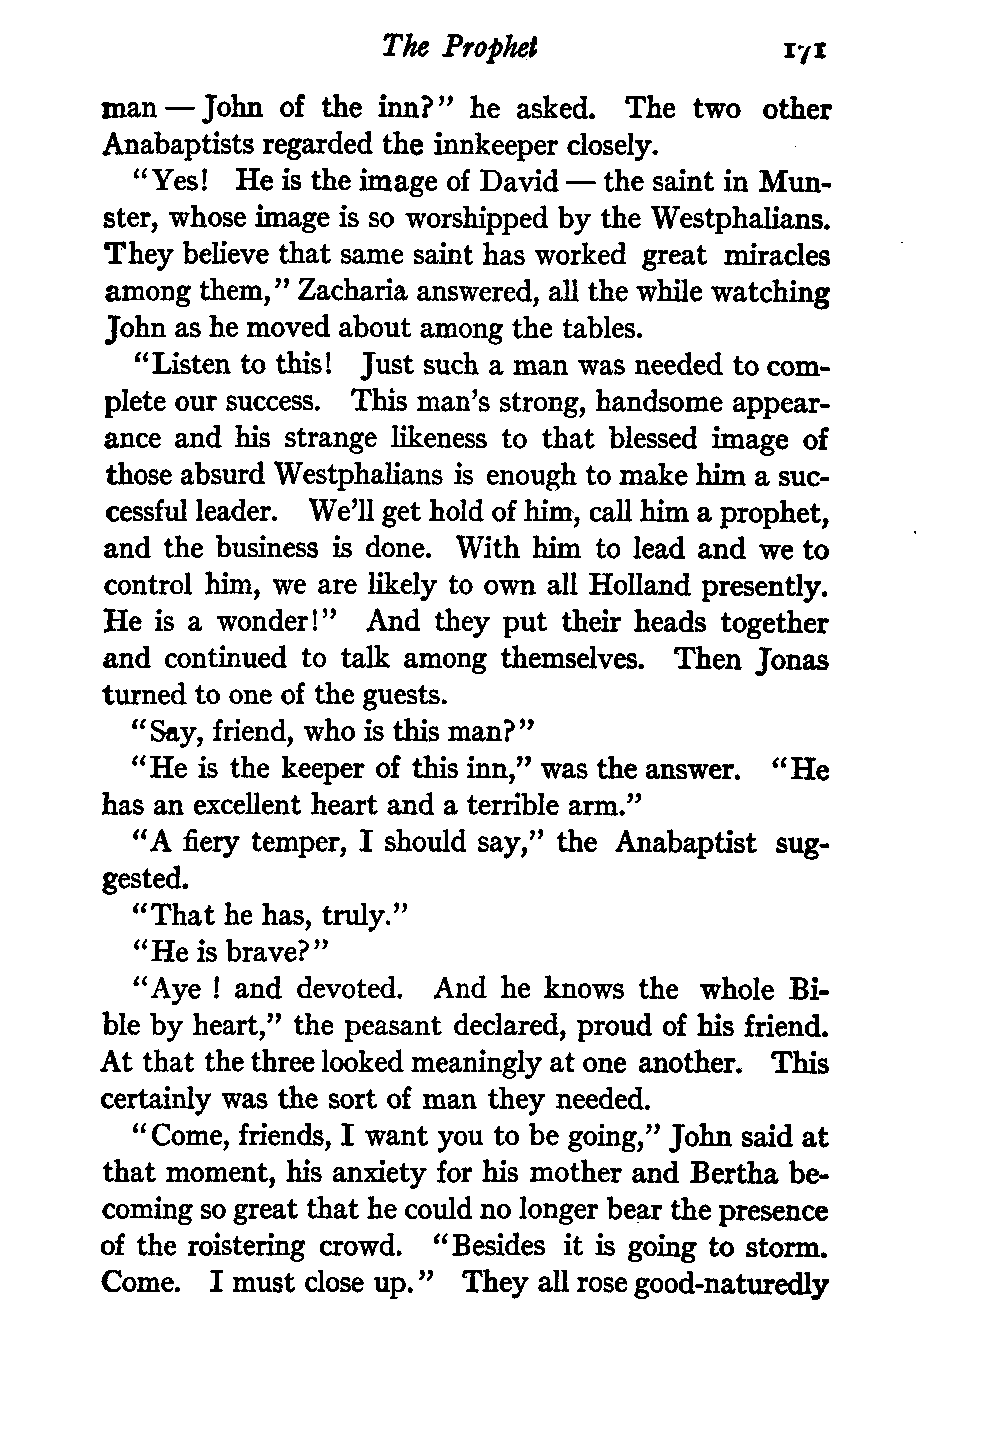 The Prophet 171
man — John of the inn?" he asked. The two other
Anabaptists regarded the innkeeper closely.
"Yes! He is the image of David — the saint in Mun-
ster, whose image is so worshipped by the Westphalians.
They believe that same saint has worked great miracles
among them," Zacharia answered, all the while watching
John as he moved about among the tables.
"Listen to this! Just such a man was needed to com-
plete our success. This man's strong, handsome appear-
ance and his strange likeness to that blessed image of
those absurd Westphalians is enough to make him a suc-
cessful leader. We'll get hold of him, call him a prophet,
and the business is done. With him to lead and we to
control him, we are likely to own all Holland presently.
He is a wonder!" And they put their heads together
and continued to talk among themselves. Then Jonas
turned to one of the guests.
"Say, friend, who is this man?"
"He is the keeper of this inn," was the answer. "He
has an excellent heart and a terrible arm."
"A fiery temper, I should say," the Anabaptist sug-
gested.
"That he has, truly."
"He is brave?"
"Aye ! and devoted. And he knows the whole Bi-
ble by heart," the peasant declared, proud of his friend.
At that the three looked meaningly at one another. This
certainly was the sort of man they needed.
"Come, friends, I want you to be going," John said at
that moment, his anxiety for his mother and Bertha be-
coming so great that he could no longer bear the presence
of the roistering crowd. "Besides it is going to storm.
Come. I must close up." They all rose good-naturedly